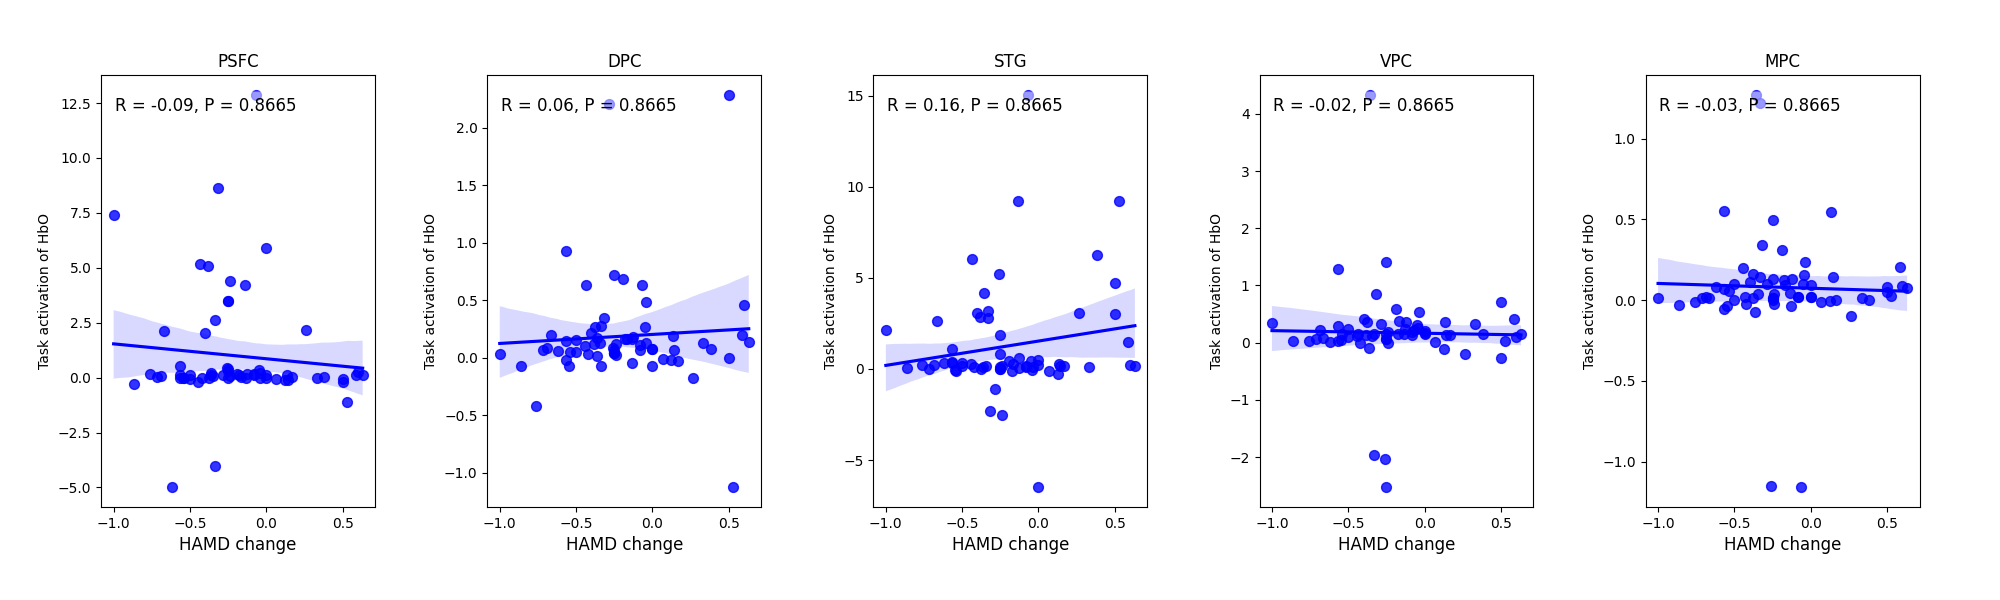 PSFC
R = -0.09, P = 0.8665
12.5
10.0
7.5
5.0
2.5
0.0
−2.5
−5.0
Task activation of HbO
−1.0 −0.5 0.0 0.5
HAMD change
DPC
R = 0.06, P = 0.8665
2.0
1.5
1.0
0.5
0.0
−0.5
−1.0
Task activation of HbO
−1.0 −0.5 0.0 0.5
HAMD change
STG
R = 0.16, P = 0.8665
15
10
5
0
−5
Task activation of HbO
−1.0 −0.5 0.0 0.5
HAMD change
VPC
R = -0.02, P = 0.8665
4
3
2
1
0
−1
−2
Task activation of HbO
−1.0 −0.5 0.0 0.5
HAMD change
MPC
R = -0.03, P = 0.8665
1.0
0.5
0.0
−0.5
−1.0
Task activation of HbO
−1.0 −0.5 0.0 0.5
HAMD change